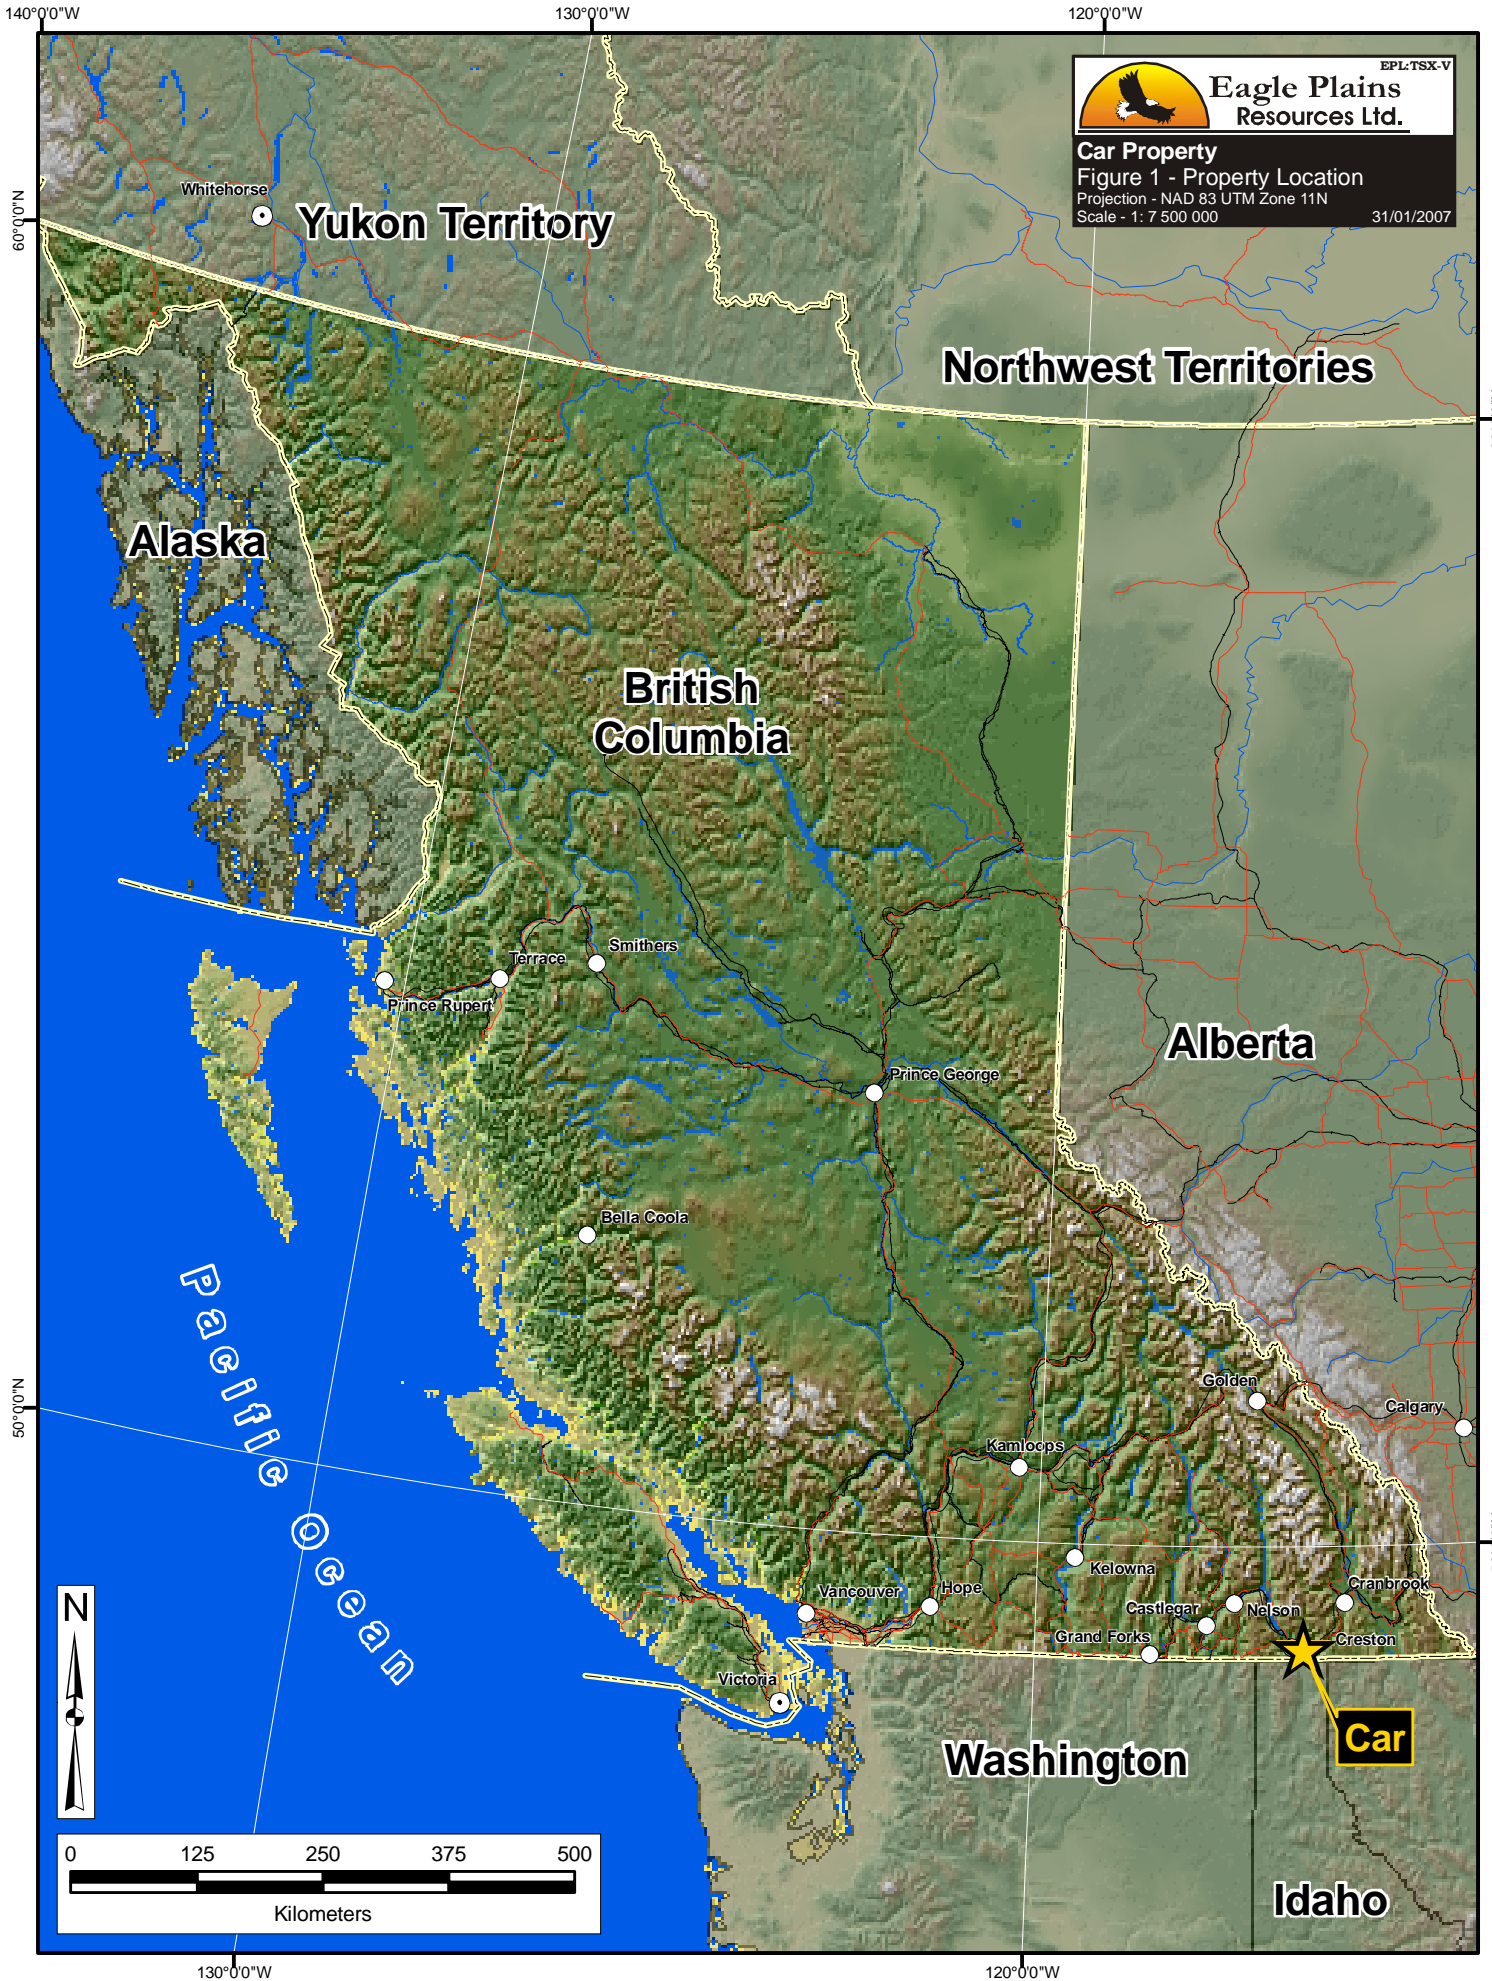 140°0'0"W
130°0'0"W
120°0'0"W
EPL:TSX-V
Eagle Plains
Resources Ltd.
Car Property
Figure 1 - Property Location
Projection - NAD 83 UTM Zone 11N
Scale - 1: 7 500 000
31/01/2007
Whitehorse
Yukon Territory
60°0'0"N
Northwest Territories
Alaska
British
Columbia
Smithers
Terrace
Prince Rupert
Alberta
Prince George
Bella Coola
Pacific Ocean
Golden
Calgary
50°0'0"N
Kamloops
Kelowna
Cranbrook
Vancouver
Hope
Castlegar
Nelson
Grand Forks
Creston
Victoria
N
Car
Washington
0 125 250 375 500
Kilometers
Idaho
130°0'0"W
120°0'0"W